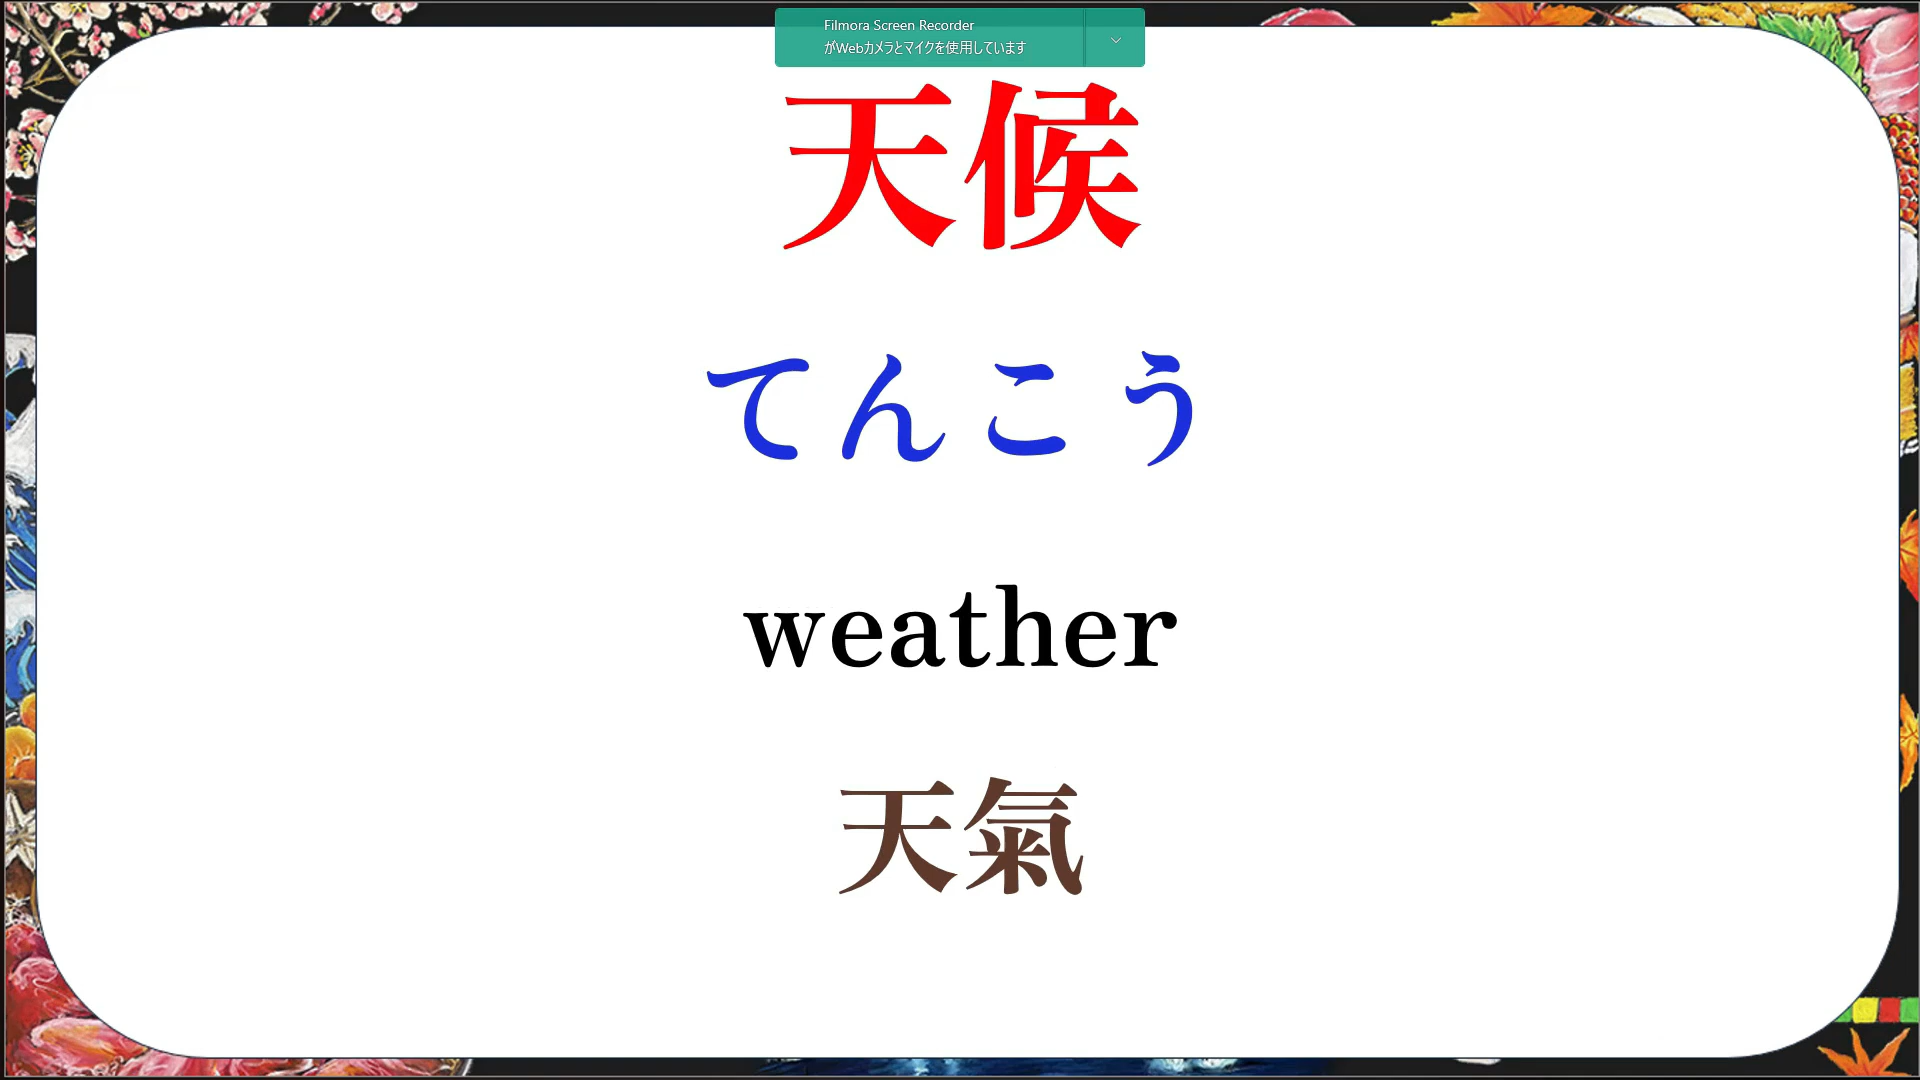 Filmora Screen Recorder
がWebカメラとマイクを使用しています
天候
てんこう
weather
天氣